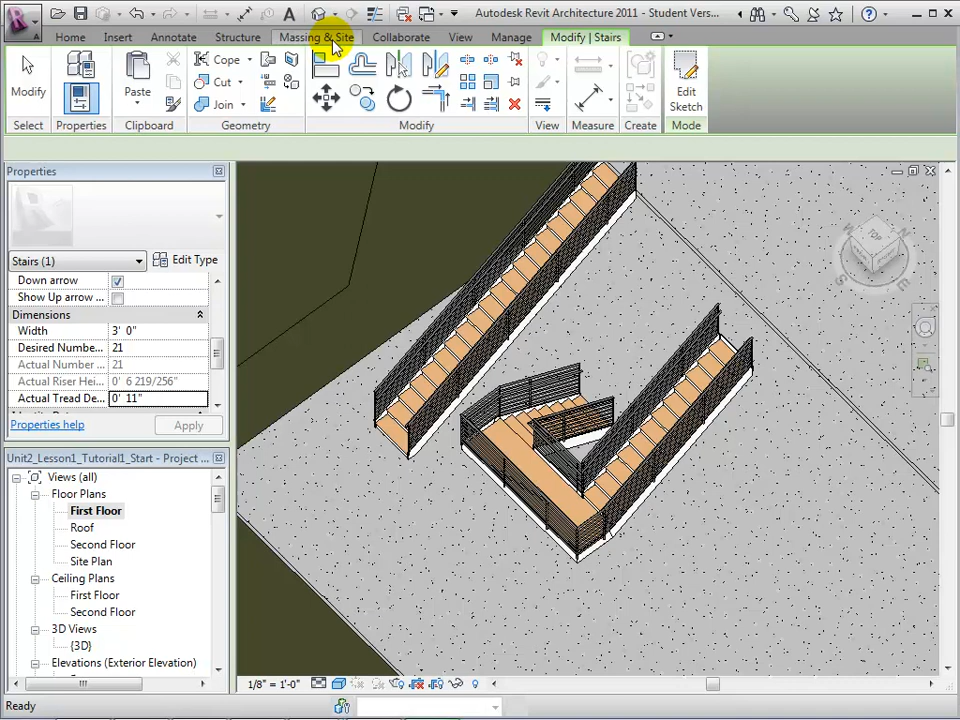 Autodesk Revit Architecture 2011 - Student Vers...
Home Insert Annotate Structure Massing & Site Collaborate View Manage Modify | Stairs
Modify
Paste
Cope
Cut
Join
Edit
Sketch
Select Properties Clipboard Geometry Modify View Measure Create Mode
Properties
Stairs (1) Edit Type
Down arrow
Show Up arrow ...
Dimensions
Width 3' 0"
Desired Numbe... 21
Actual Number ... 21
Actual Riser Hei... 0' 6 219/256"
Actual Tread De... 0' 11"
Properties help Apply
Unit2_Lesson1_Tutorial1_Start - Project ...
Views (all)
Floor Plans
First Floor
Roof
Second Floor
Site Plan
Ceiling Plans
First Floor
Second Floor
3D Views
{3D}
Elevations (Exterior Elevation)
TOP
1/8" = 1'-0"
Ready